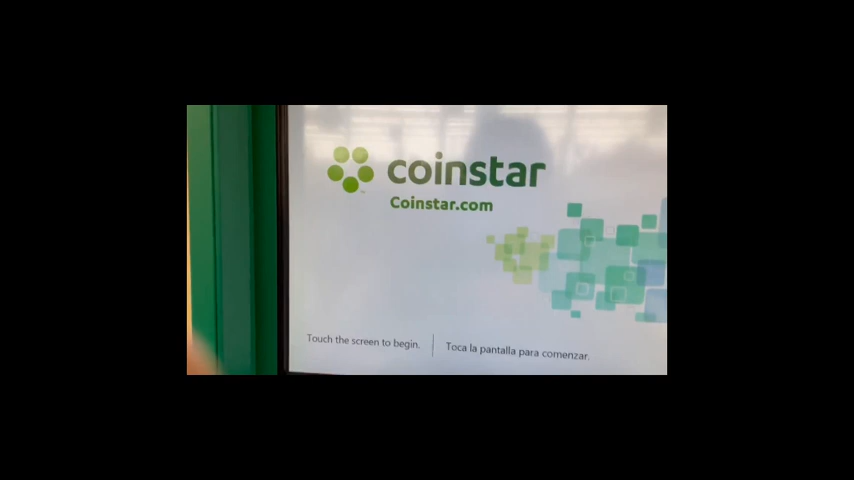 coinstar
Coinstar.com
Touch the screen to begin.
Toca la pantalla para comenzar.